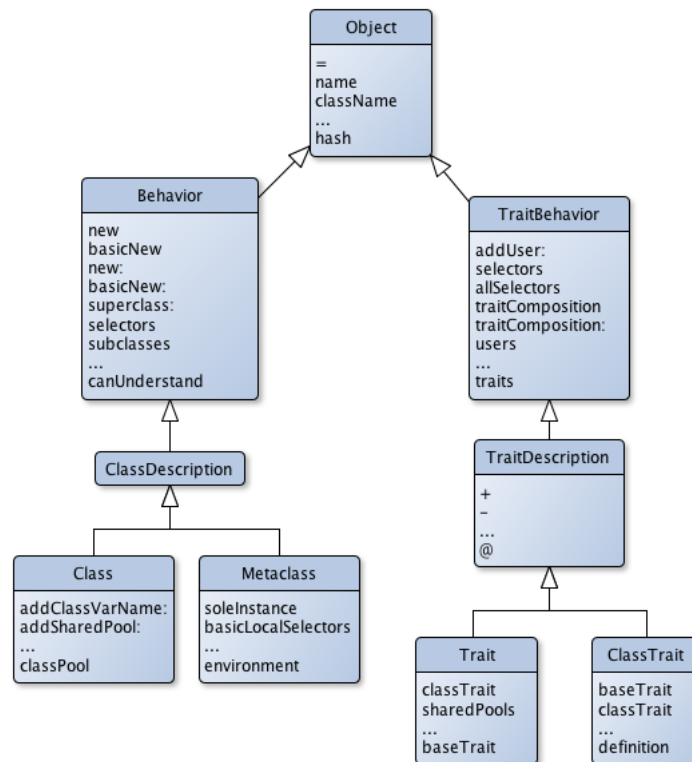 Object
=
name
className
...
hash
Behavior
new
basicNew
new:
basicNew:
superclass:
selectors
subclasses
...
canUnderstand
TraitBehavior
addUser:
selectors
allSelectors
traitComposition
traitComposition:
users
...
traits
ClassDescription
TraitDescription
+
-
...
@
Class
addClassVarName:
addSharedPool:
...
classPool
Metaclass
soleInstance
basicLocalSelectors
...
environment
Trait
classTrait
sharedPools
...
baseTrait
ClassTrait
baseTrait
classTrait
...
definition